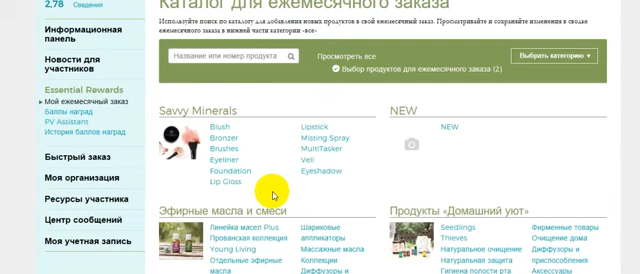 2,78 Сведения
Информационная
панель
Новости для
участников
Essential Rewards
Мой ежемесячный заказ
Баллы наград
PV Assistant
История баллов наград
Быстрый заказ
Моя организация
Ресурсы участника
Центр сообщений
Моя учетная запись
Каталог для ежемесячного заказа
Используйте поиск по каталогу для добавления новых продуктов в свой ежемесячный заказ. Просматривайте и сохраняйте изменения в сводке
ежемесячного заказа в нижней части категории «все»
Название или номер продукта
Просмотреть все
Выбрать категорию
Выбор продуктов для ежемесячного заказа (2)
Savvy Minerals
Blush
Bronzer
Brushes
Eyeliner
Foundation
Lip Gloss
Lipstick
Misting Spray
MultiTasker
Veil
Eyeshadow
NEW
NEW
Эфирные масла и смеси
Линейка масел Plus
Прованская коллекция
Young Living
Отдельные эфирные
масла
Шариковые
аппликаторы
Массажные масла
Коллекции
Диффузоры и
Продукты «Домашний уют»
Seedlings
Thieves
Натуральное очищение
Натуральная защита
Гигиена полости рта
Фирменные товары
Очищение дома
Диффузоры и
Аксессуары